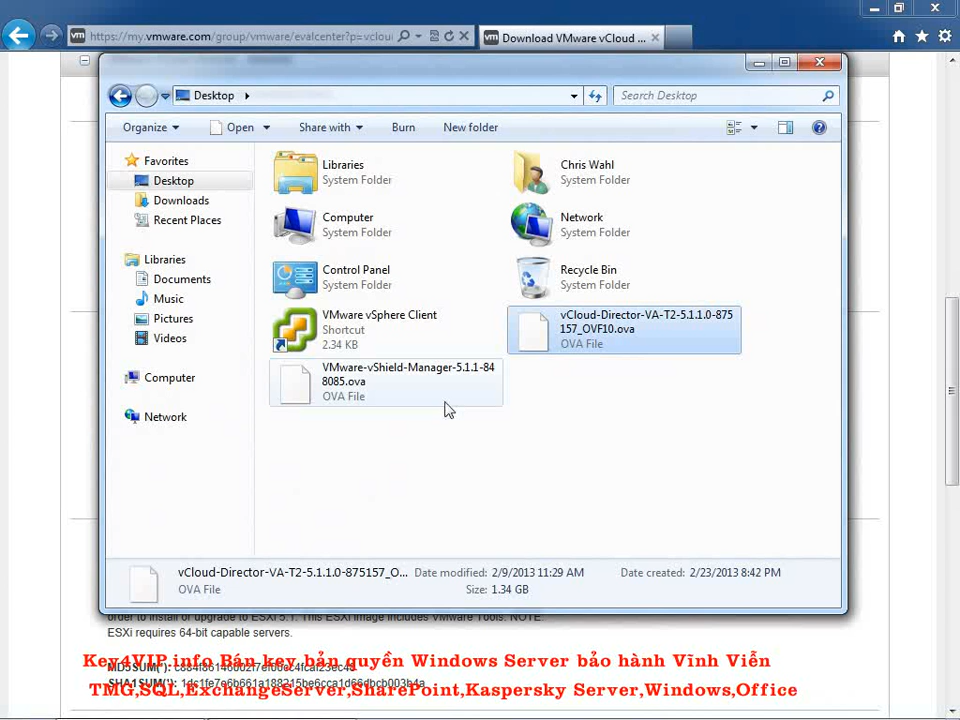 https://my.vmware.com/group/vmware/evalcenter?p=vclou
Download VMware vCloud ...
Desktop
Search Desktop
Organize
Open
Share with
Burn
New folder
Favorites
Desktop
Downloads
Recent Places
Libraries
Documents
Music
Pictures
Videos
Computer
Network
Libraries
System Folder
Chris Wahl
System Folder
Computer
System Folder
Network
System Folder
Control Panel
System Folder
Recycle Bin
System Folder
VMware vSphere Client
Shortcut
2.34 KB
vCloud-Director-VA-T2-5.1.1.0-875
157_OVF10.ova
OVA File
VMware-vShield-Manager-5.1.1-84
8085.ova
OVA File
vCloud-Director-VA-T2-5.1.1.0-875157_O...
Date modified: 2/9/2013 11:29 AM
Date created: 2/23/2013 8:42 PM
OVA File
Size: 1.34 GB
order to install or upgrade to ESXi 5.1. This ESXi image includes VMware Tools. NOTE:
ESXi requires 64-bit capable servers.
Key4VIP.info Bán key bản quyền Windows Server bảo hành Vĩnh Viễn
MD5SUM('):
TMG,SQL,ExchangeServer,SharePoint,Kaspersky Server,Windows,Office
SHA1SUM('):